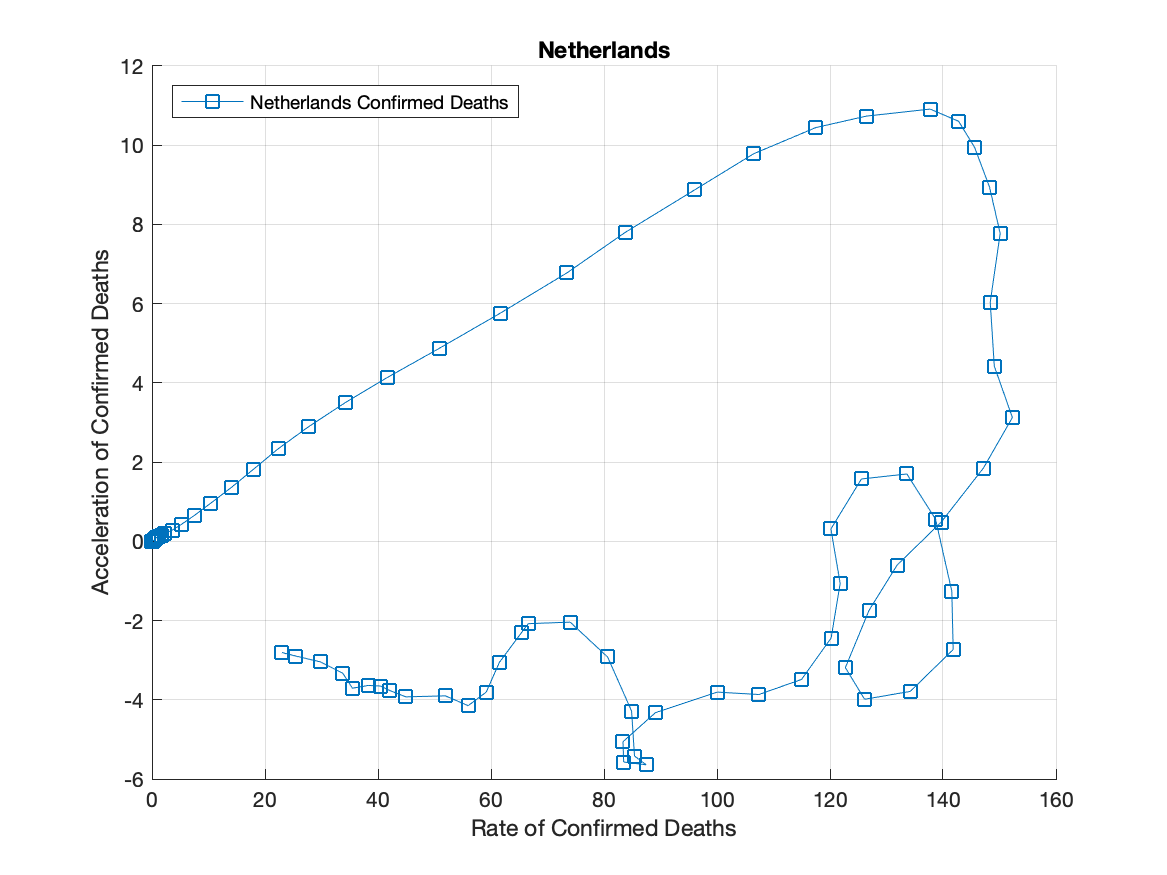 Netherlands
Netherlands Confirmed Deaths
12
10
8
6
4
2
0
-2
-4
-6
Acceleration of Confirmed Deaths
0 20 40 60 80 100 120 140 160
Rate of Confirmed Deaths